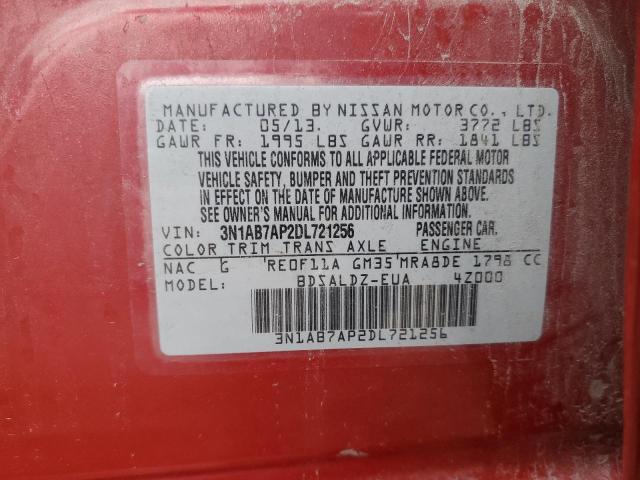 MANUFACTURED BY NISSAN MOTOR CO., LTD.
DATE: 05/13. GVWR: 3772 LBS
GAWR FR: 1995 LBS GAWR RR: 1841 LBS
THIS VEHICLE CONFORMS TO ALL APPLICABLE FEDERAL MOTOR
VEHICLE SAFETY, BUMPER AND THEFT PREVENTION STANDARDS
IN EFFECT ON THE DATE OF MANUFACTURE SHOWN ABOVE.
SEE OWNER'S MANUAL FOR ADDITIONAL INFORMATION.
VIN: 3N1AB7AP2DL721256 PASSENGER CAR.
COLOR TRIM TRANS AXLE ENGINE
NAC G RE0F11A GM35 MRA8DE 1798 CC
MODEL: BDSALDZ-EUA 4Z000
3N1AB7AP2DL721256